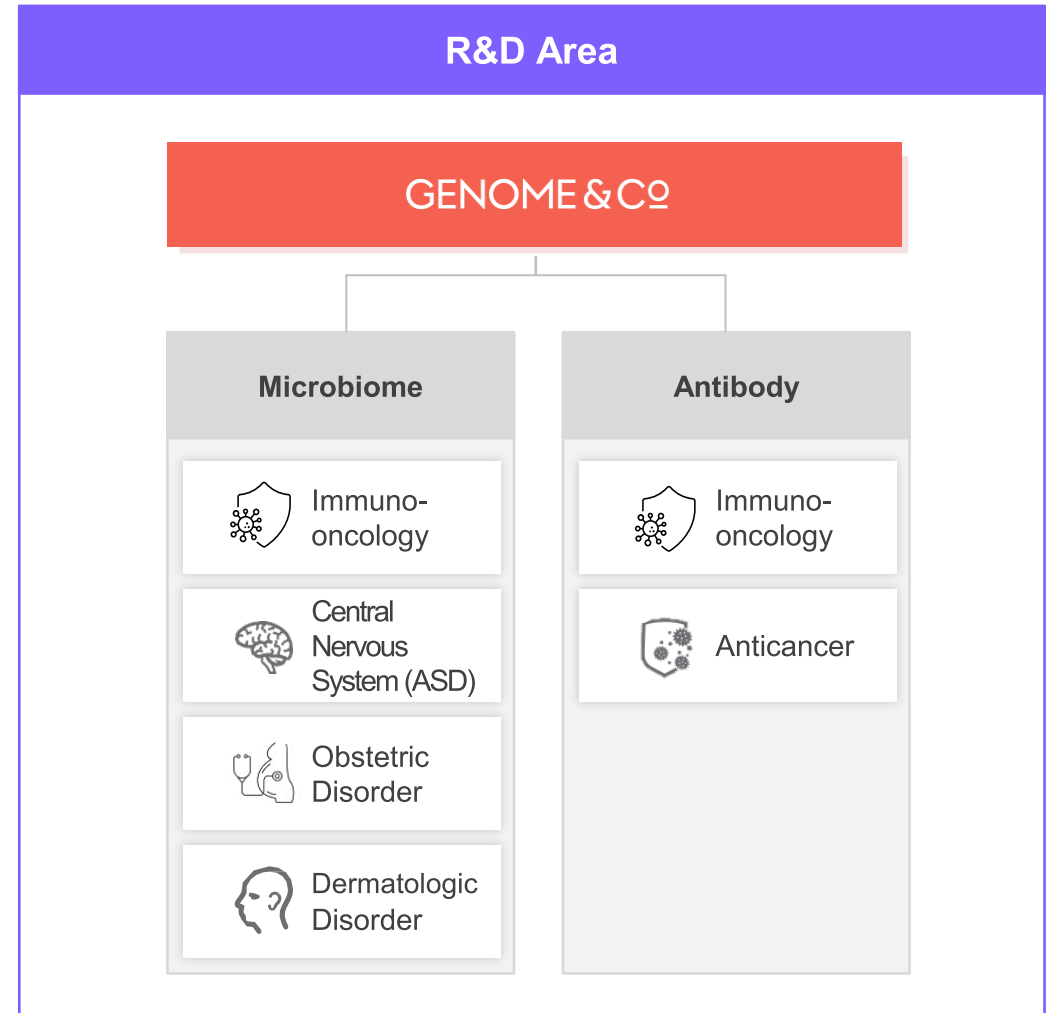 R&D Area
GENOME & Cº
Microbiome
Immuno-
oncology
Central
Nervous
System (ASD)
Obstetric
Disorder
Dermatologic
Disorder
Antibody
Immuno-
oncology
Anticancer